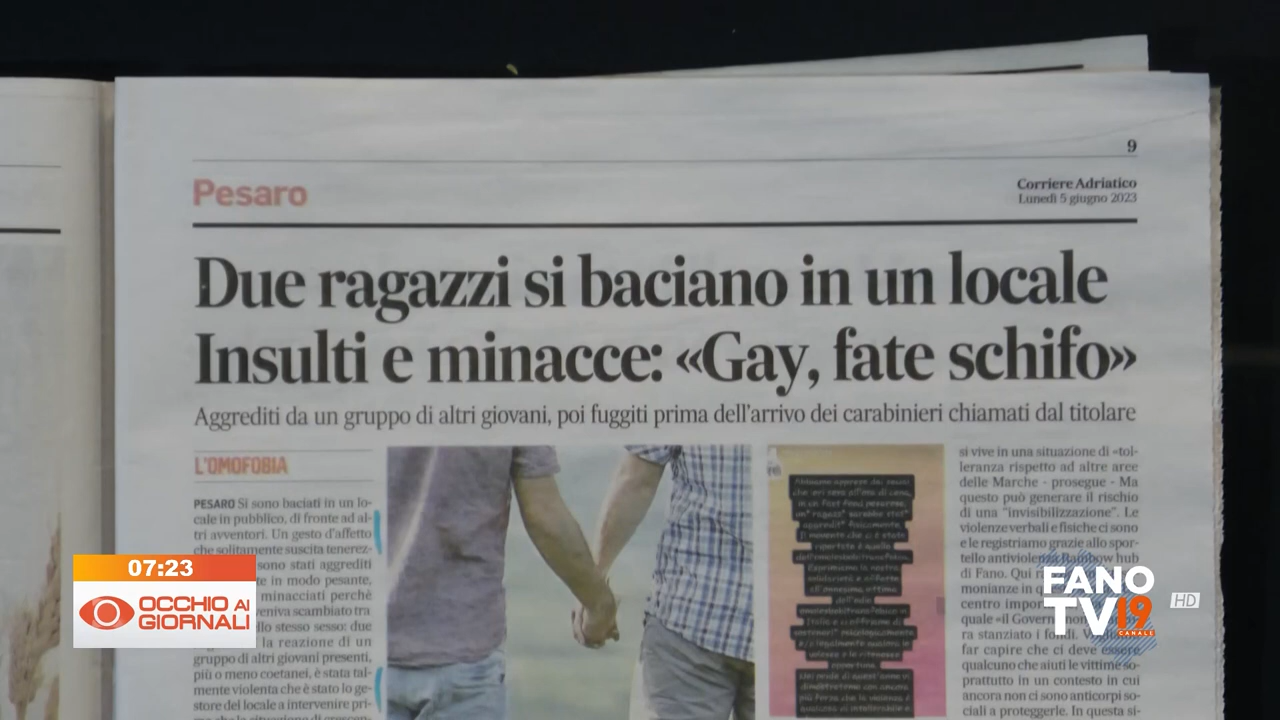 9
Pesaro
Corriere Adriatico
Lunedì 5 giugno 2023
Due ragazzi si baciano in un locale
Insulti e minacce: «Gay, fate schifo»
Aggrediti da un gruppo di altri giovani, poi fuggiti prima dell'arrivo dei carabinieri chiamati dal titolare
L'OMOFOBIA
PESARO Si sono baciati in un lo-
cale in pubblico, di fronte ad al-
tri avventori. Un gesto d'affetto
che solitamente suscita tenerez-
sono stati aggrediti
te in modo pesante,
minacciati perchè
veniva scambiato tra
llo stesso sesso: due
la reazione di un
gruppo di altri giovani presenti,
più o meno coetanei, è stata tal-
mente violenta che è stato lo ge-
store del locale a intervenire pri-
si vive in una situazione di «tol-
leranza rispetto ad altre aree
delle Marche - prosegue - Ma
questo può generare il rischio
di una "invisibilizzazione". Le
violenze verbali e fisiche ci sono
e le registriamo grazie allo spor-
tello antiviolenza Rainbow hub
di Fano. Qui
monianze in
centro impor
quale «il Govern
ra stanziato i fondi.
far capire che ci deve essere
qualcuno che aiuti le vittime so-
prattutto in un contesto in cui
ancora non ci sono anticorpi so-
ciali a proteggerle. In questa si-
07:23
OCCHIO AI
GIORNALI
FANO
TV19
CANALE
HD